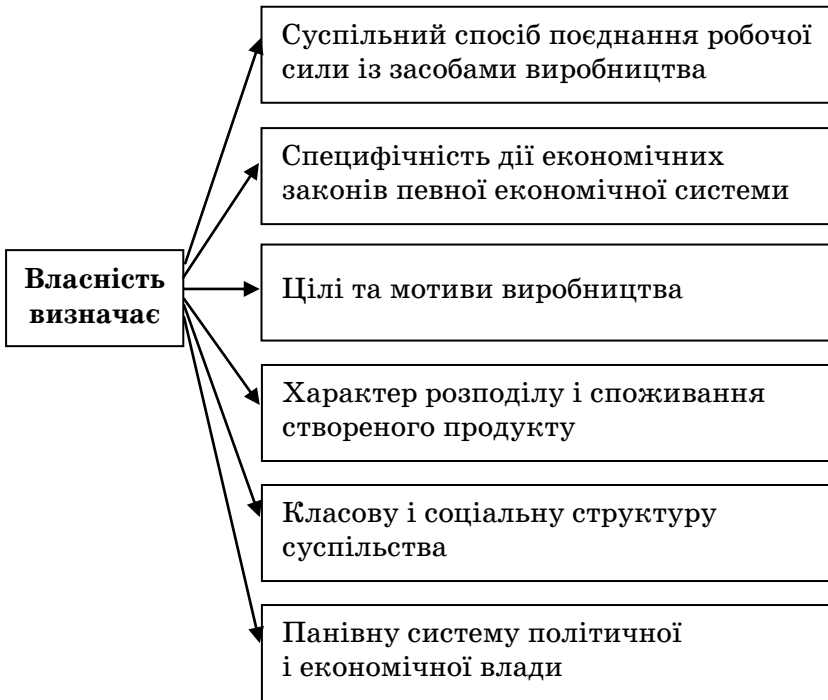 Суспільний спосіб поєднання робочої
сили із засобами виробництва
Специфічність дії економічних
законів певної економічної системи
Власність
визначає
Цілі та мотиви виробництва
Характер розподілу і споживання
створеного продукту
Класову і соціальну структуру
суспільства
Панівну систему політичної
і економічної влади